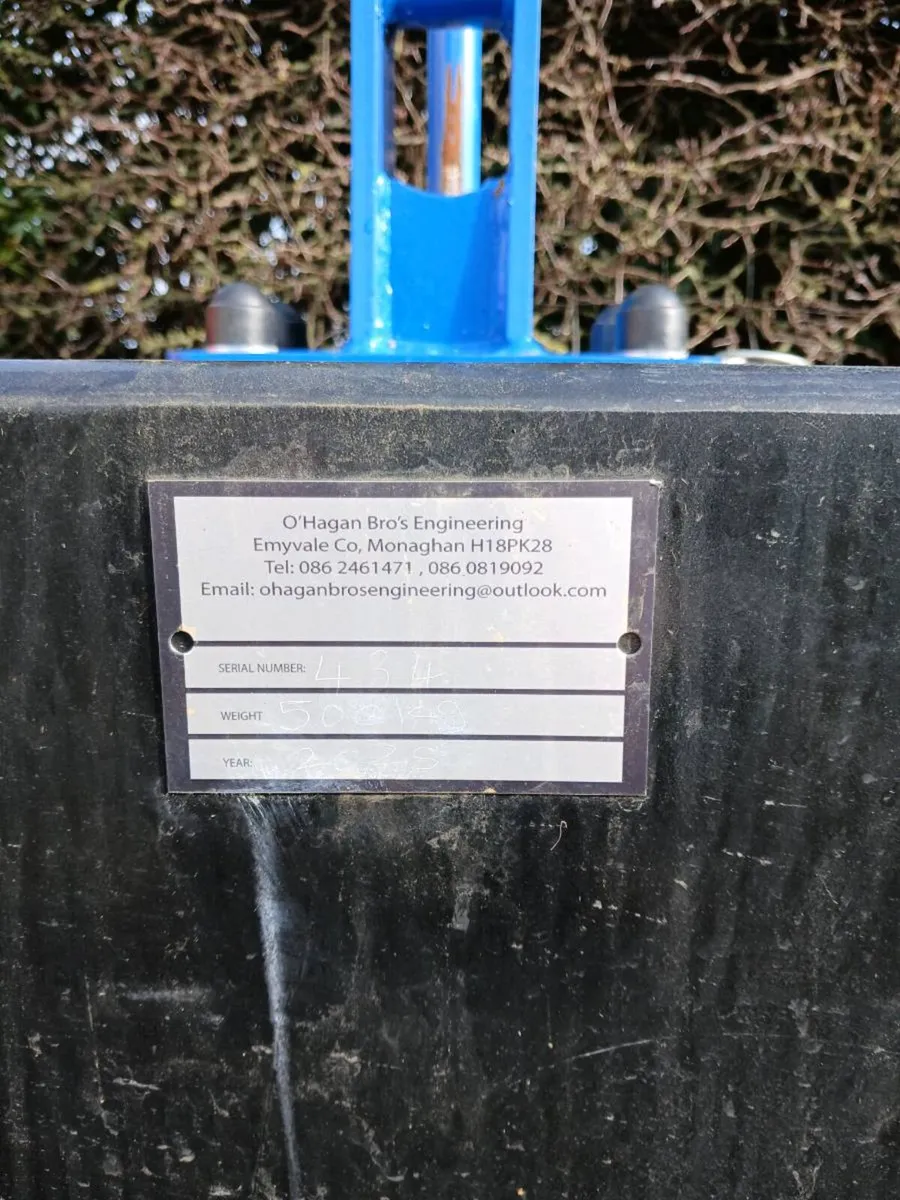 O'Hagan Bro's Engineering
Emyvale Co, Monaghan H18PK28
Tel: 086 2461471 , 086 0819092
Email: ohaganbrosengineering@outlook.com
SERIAL NUMBER: 434
WEIGHT
YEAR: